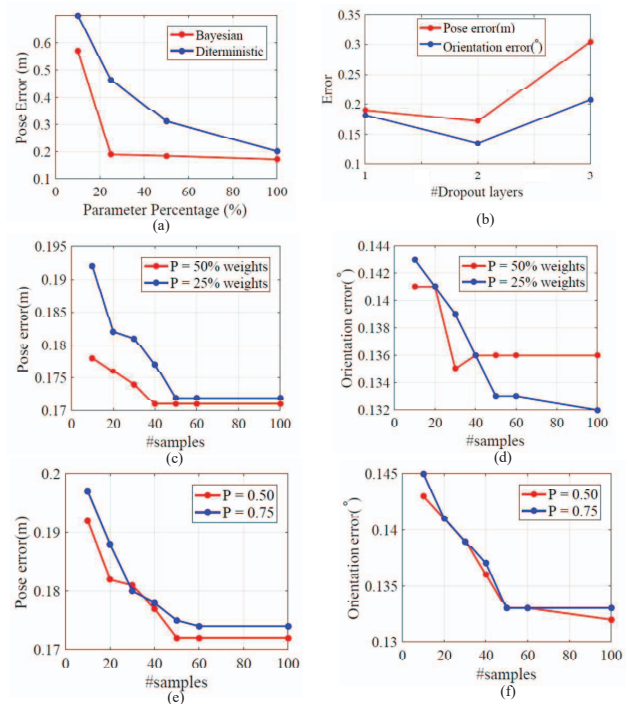 Pose Error (m)
0.6
0.5
0.4
0.3
0.2
0.1
Bayesian
Diterministic
0 20 40 60 80 100
Parameter Percentage (%)
(a)
Error
0.35
0.3
0.25
0.2
0.15
0.1
Pose error(m)
Orientation error(°)
1 2 3
#Dropout layers
(b)
Pose error(m)
0.195
0.19
0.185
0.18
0.175
0.17
P = 50% weights
P = 25% weights
0 20 40 60 80 100
#samples
(c)
Orientation error(°)
0.144
0.142
0.14
0.138
0.136
0.134
0.132
P = 50% weights
P = 25% weights
0 20 40 60 80 100
#samples
(d)
Pose error(m)
0.2
0.19
0.18
0.17
P = 0.50
P = 0.75
0 20 40 60 80 100
#samples
(e)
Orientation error(°)
0.145
0.14
0.135
0.13
P = 0.50
P = 0.75
0 20 40 60 80 100
#samples
(f)